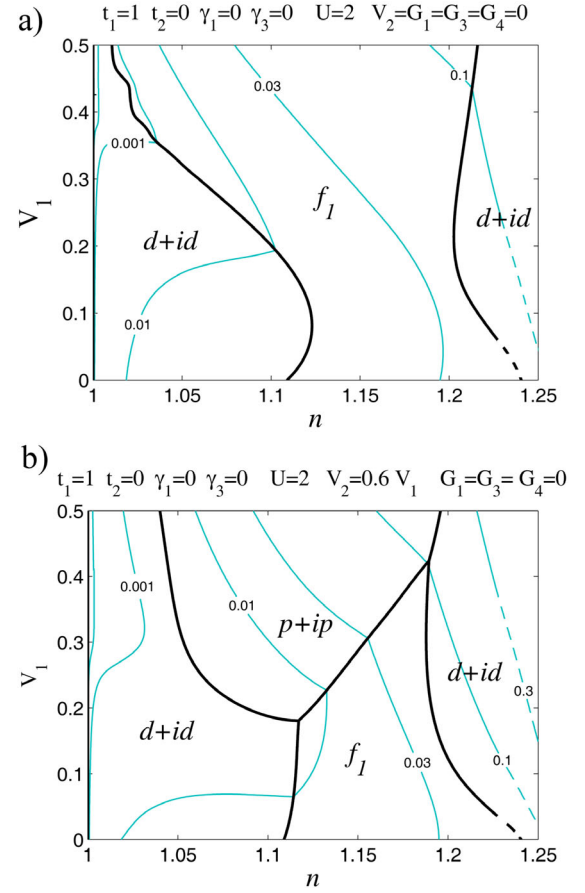 a)
t₁=1 t₂=0 γ₁=0 γ₃=0 U=2 V₂=G₁=G₃=G₄=0
0.5
0.4
0.3
0.2
0.1
0
V₁
0.03
0.1
0.001
f₁
d+id
d+id
0.01
1 1.05 1.1 1.15 1.2 1.25
n
b)
t₁=1 t₂=0 γ₁=0 γ₃=0 U=2 V₂=0.6 V₁ G₁=G₃= G₄=0
0.5
0.4
0.3
0.2
0.1
0
V₁
0.001
0.01
p+ip
d+id
0.3
d+id
f₁
0.03
0.1
1 1.05 1.1 1.15 1.2 1.25
n